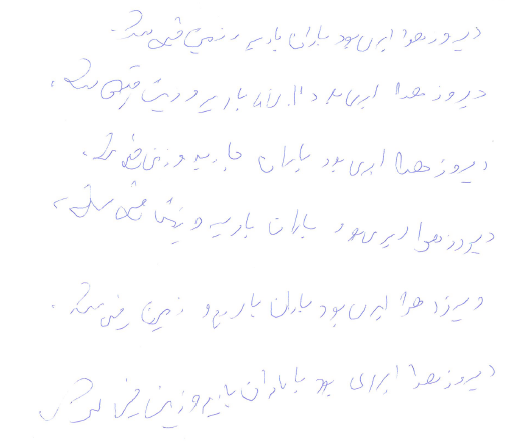 دیروز هوا ابری بود باران بارید و زمین خیس شد.
دیروز هوا ابری بود باران بارید و زمین خیس شد.
دیروز هوا ابری بود باران بارید و زمین خیس شد.
دیروز هوا ابری بود باران بارید و زمین خیس شد.
دیروز هوا ابری بود باران بارید و زمین خیس شد.
دیروز هوا ابری بود باران بارید و زمین خیس شد